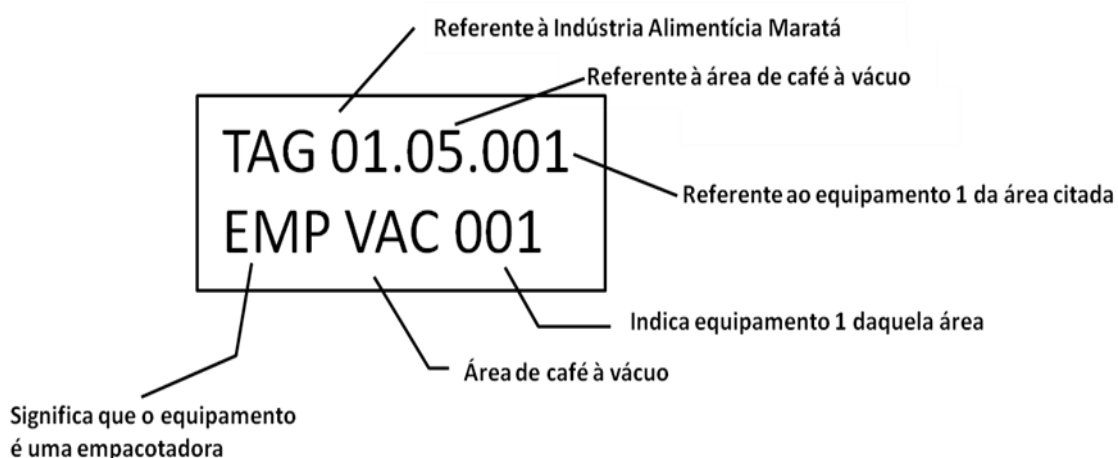 Referente à Indústria Alimentícia Maratá
Referente à área de café à vácuo
TAG 01.05.001
Referente ao equipamento 1 da área citada
EMP VAC 001
Indica equipamento 1 daquela área
Área de café à vácuo
Significa que o equipamento
é uma empacotadora